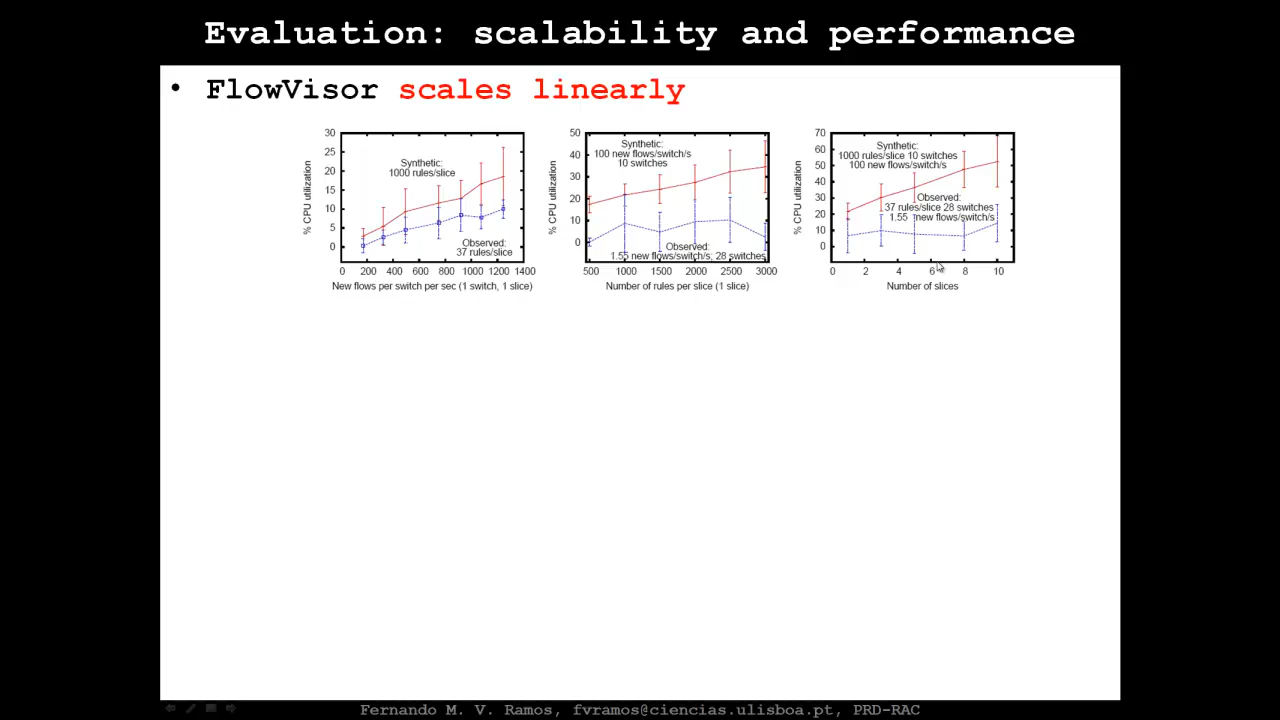 Evaluation: scalability and performance
• FlowVisor scales linearly
30
25
20
15
10
5
0
% CPU utilization
Synthetic:
1000 rules/slice
Observed:
37 rules/slice
0 200 400 600 800 1000 1200 1400
New flows per switch per sec (1 switch, 1 slice)
50
40
30
20
10
0
% CPU utilization
Synthetic:
100 new flows/switch/s
10 switches
Observed:
1.55 new flows/switch/s; 28 switches
500 1000 1500 2000 2500 3000
Number of rules per slice (1 slice)
70
60
50
40
30
20
10
0
% CPU utilization
Synthetic:
1000 rules/slice 10 switches
100 new flows/switch/s
Observed:
37 rules/slice 28 switches
1.55 new flows/switch/s
0 2 4 6 8 10
Number of slices
Fernando M. V. Ramos, fvramos@ciencias.ulisboa.pt, PRD-RAC